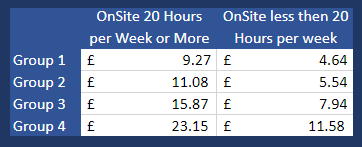 OnSite 20 Hours per Week or More OnSite less then 20 Hours per week
Group 1 £ 9.27 £ 4.64
Group 2 £ 11.08 £ 5.54
Group 3 £ 15.87 £ 7.94
Group 4 £ 23.15 £ 11.58